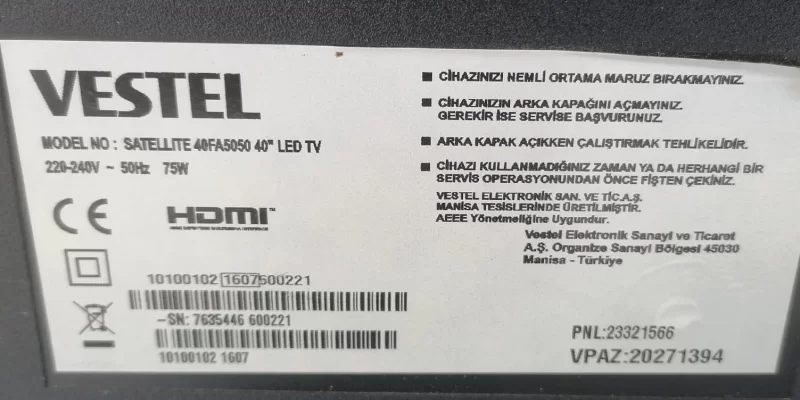 VESTEL
MODEL NO : SATELLITE 40FA5050 40" LED TV
220-240V ~ 50Hz 75W
CE HDMI
10100102 1607 600221
-SN: 7635446 600221
10100102 1607
■ CİHAZINIZI NEMLİ ORTAMA MARUZ BIRAKMAYINIZ.
■ CİHAZINIZIN ARKA KAPAĞINI AÇMAYINIZ.
GEREKİR İSE SERVİSE BAŞVURUNUZ.
■ ARKA KAPAK AÇIKKEN ÇALIŞTIRMAK TEHLİKELİDİR.
■ CİHAZI KULLANMADIĞINIZ ZAMAN YA DA HERHANGİ BİR
SERVİS OPERASYONUNDAN ÖNCE FİŞTEN ÇEKİNİZ.
VESTEL ELEKTRONİK SAN. VE TİC.A.Ş.
MANİSA TESİSLERİNDE ÜRETİLMİŞTİR.
AEEE Yönetmeliğine Uygundur.
Vestel Elektronik Sanayi ve Ticaret
A.Ş. Organize Sanayi Bölgesi 45030
Manisa - Türkiye
PNL:23321566
VPAZ:20271394